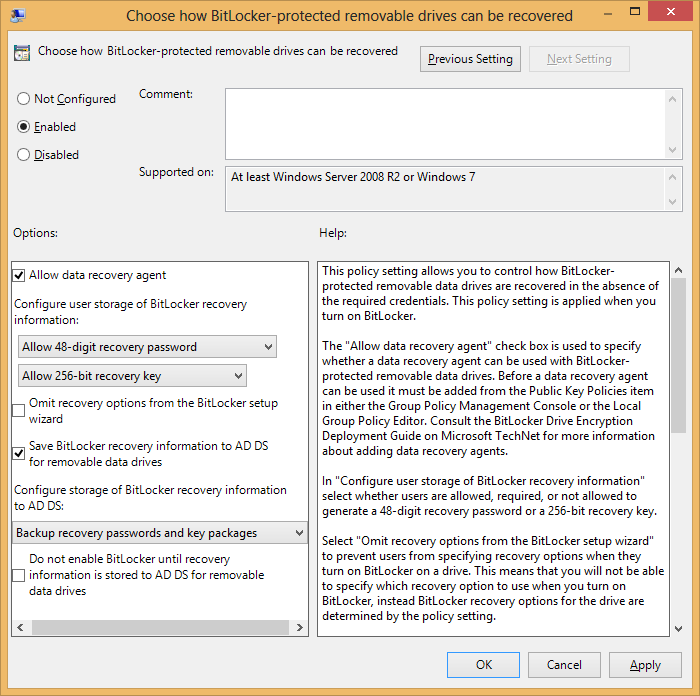 Choose how BitLocker-protected removable drives can be recovered
Choose how BitLocker-protected removable drives can be recovered
Previous Setting
Next Setting
Not Configured
Enabled
Disabled
Comment:
Supported on:
At least Windows Server 2008 R2 or Windows 7
Options:
Help:
Allow data recovery agent
Configure user storage of BitLocker recovery
information:
Allow 48-digit recovery password
Allow 256-bit recovery key
Omit recovery options from the BitLocker setup
wizard
Save BitLocker recovery information to AD DS
for removable data drives
Configure storage of BitLocker recovery information
to AD DS:
Backup recovery passwords and key packages
Do not enable BitLocker until recovery
information is stored to AD DS for removable
data drives
This policy setting allows you to control how BitLocker-
protected removable data drives are recovered in the absence of
the required credentials. This policy setting is applied when you
turn on BitLocker.
The "Allow data recovery agent" check box is used to specify
whether a data recovery agent can be used with BitLocker-
protected removable data drives. Before a data recovery agent
can be used it must be added from the Public Key Policies item
in either the Group Policy Management Console or the Local
Group Policy Editor. Consult the BitLocker Drive Encryption
Deployment Guide on Microsoft TechNet for more information
about adding data recovery agents.
In "Configure user storage of BitLocker recovery information"
select whether users are allowed, required, or not allowed to
generate a 48-digit recovery password or a 256-bit recovery key.
Select "Omit recovery options from the BitLocker setup wizard"
to prevent users from specifying recovery options when they
turn on BitLocker on a drive. This means that you will not be able
to specify which recovery option to use when you turn on
BitLocker, instead BitLocker recovery options for the drive are
determined by the policy setting.
OK
Cancel
Apply